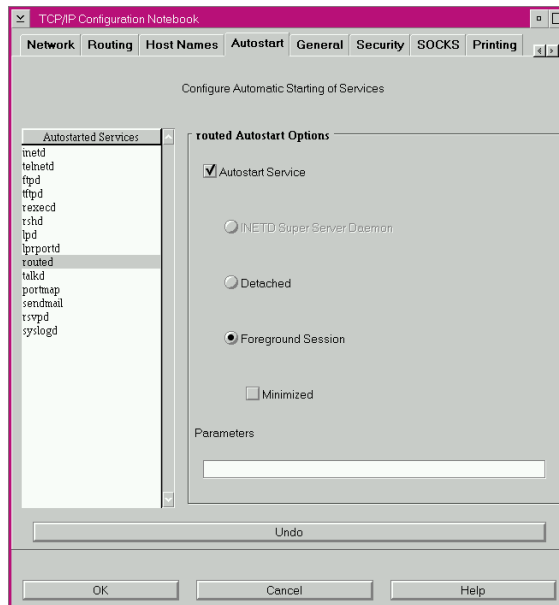 TCP/IP Configuration Notebook
Network Routing Host Names Autostart General Security SOCKS Printing
Configure Automatic Starting of Services
Autostarted Services
inetd
telnetd
ftpd
tftpd
rexecd
rshd
lpd
lprportd
routed
talkd
portmap
sendmail
rsvpd
syslogd
routed Autostart Options
Autostart Service
INETD Super Server Daemon
Detached
Foreground Session
Minimized
Parameters
Undo
OK Cancel Help